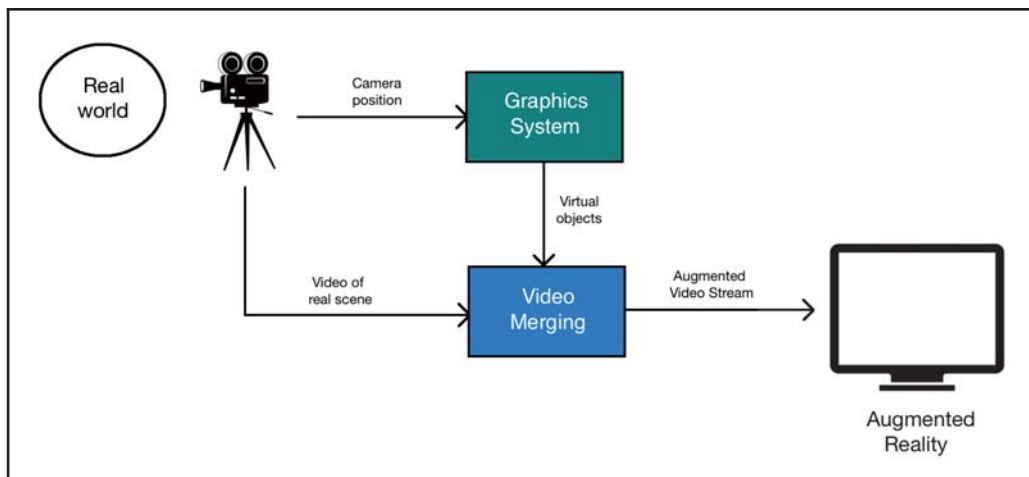 Real
world
Camera
position
Graphics
System
Virtual
objects
Video of
real scene
Video
Merging
Augmented
Video Stream
Augmented
Reality